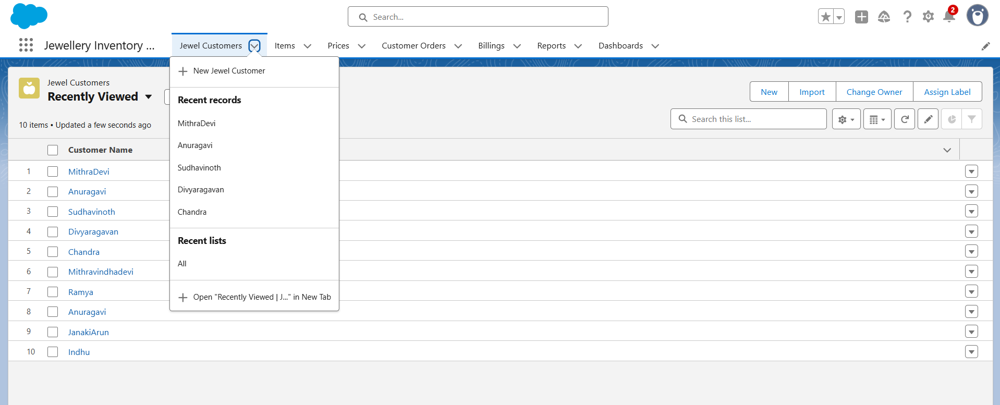 Search...
2
Jewellery Inventory ...
Jewel Customers
Items
Prices
Customer Orders
Billings
Reports
Dashboards
New Jewel Customer
Recent records
MithraDevi
Anuragavi
Sudhavinoth
Divyaragavan
Chandra
Recent lists
All
Open "Recently Viewed | J..." in New Tab
Jewel Customers
Recently Viewed
10 items • Updated a few seconds ago
New
Import
Change Owner
Assign Label
Search this list...
Customer Name
1 MithraDevi
2 Anuragavi
3 Sudhavinoth
4 Divyaragavan
5 Chandra
6 Mithravindhadevi
7 Ramya
8 Anuragavi
9 JanakiArun
10 Indhu